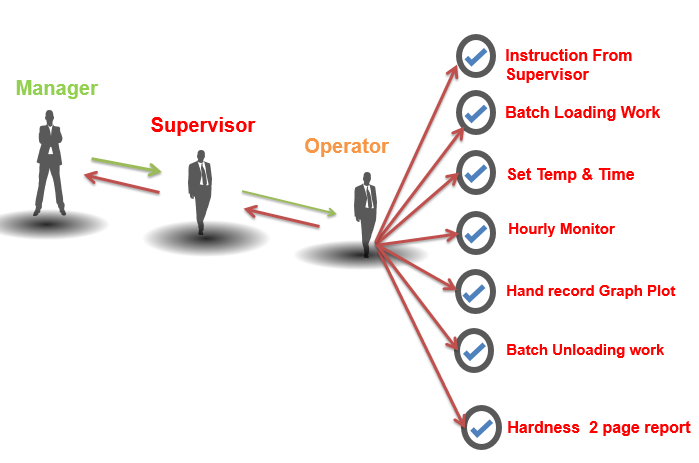 Manager
Supervisor
Operator
Instruction From
Supervisor
Batch Loading Work
Set Temp & Time
Hourly Monitor
Hand record Graph Plot
Batch Unloading work
Hardness 2 page report